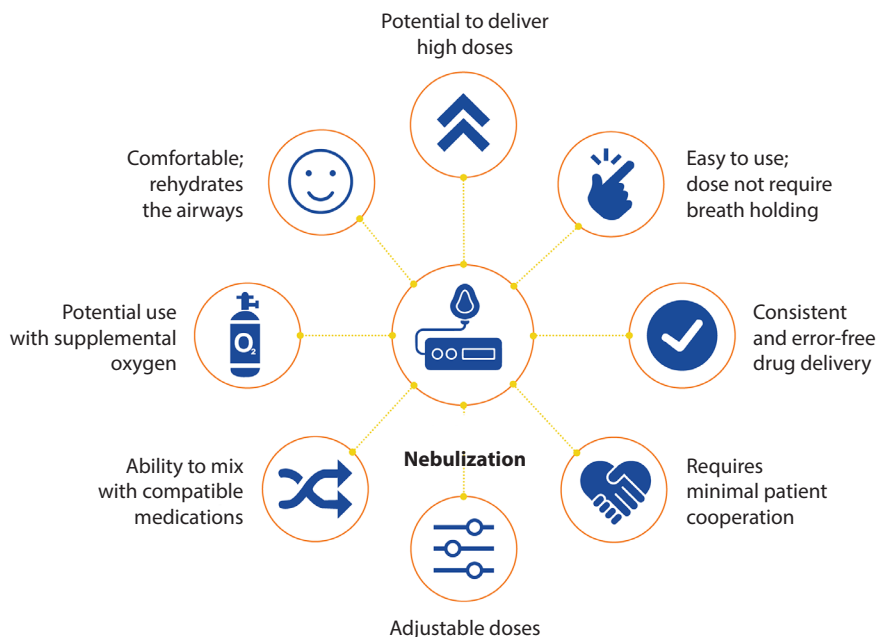 Potential to deliver
high doses
Comfortable;
rehydrates
the airways
Easy to use;
dose not require
breath holding
Potential use
with supplemental
oxygen
O2
Consistent
and error-free
drug delivery
Ability to mix
with compatible
medications
Nebulization
Requires
minimal patient
cooperation
Adjustable doses